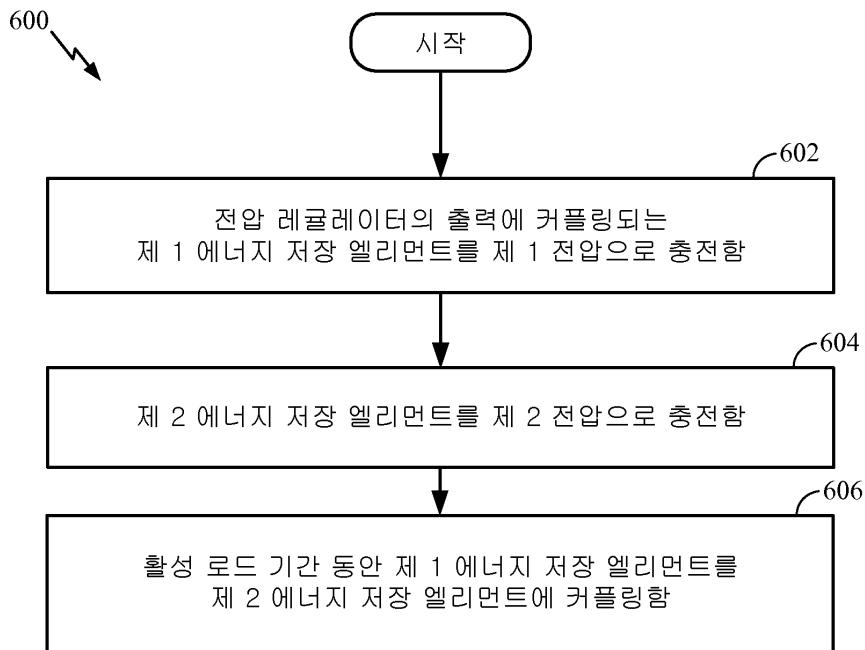 600
시작
602
전압 레귤레이터의 출력에 커플링되는
제 1 에너지 저장 엘리먼트를 제 1 전압으로 충전함
604
제 2 에너지 저장 엘리먼트를 제 2 전압으로 충전함
606
활성 로드 기간 동안 제 1 에너지 저장 엘리먼트를
제 2 에너지 저장 엘리먼트에 커플링함